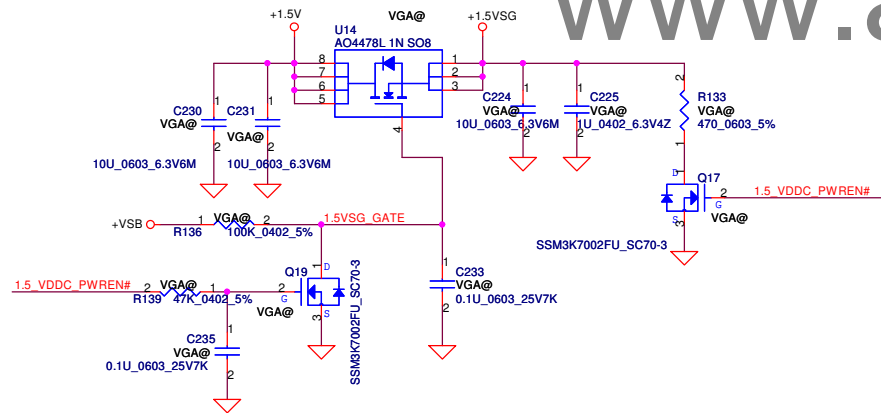 www.
+1.5V
VGA@
+1.5VSG
U14
AO4478L 1N SO8
8
7
6
5
1
2
3
4
1
C230
VGA@
2
10U_0603_6.3V6M
1
C231
VGA@
2
10U_0603_6.3V6M
1
C224
VGA@
10U_0603_6.3V6M
2
1
C225
VGA@
1U_0402_6.3V4Z
2
2
R133
VGA@
470_0603_5%
1
1
D
Q17
2
G
1.5_VDDC_PWREN#
S
3
VGA@
SSM3K7002FU_SC70-3
+VSB
1
VGA@
2
R136
100K_0402_5%
1.5VSG_GATE
1.5_VDDC_PWREN#
2
VGA@
1
R139
47K_0402_5%
Q19
1
D
2
G
S
3
VGA@
SSM3K7002FU_SC70-3
1
C233
0.1U_0603_25V7K
2
1
C235
VGA@
0.1U_0603_25V7K
2